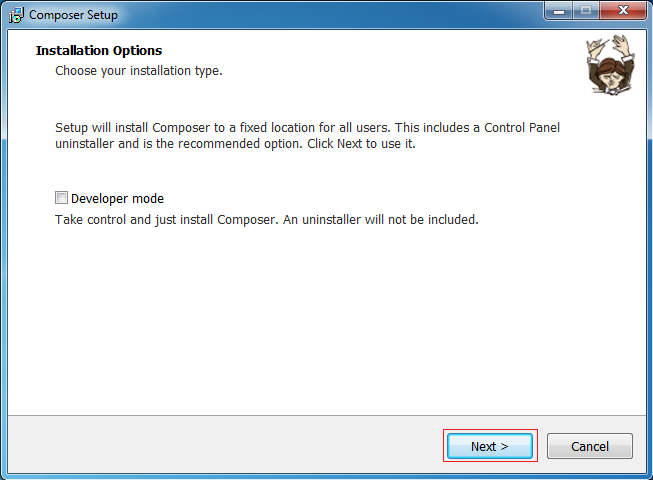 Composer Setup
Installation Options
Choose your installation type.
Setup will install Composer to a fixed location for all users. This includes a Control Panel
uninstaller and is the recommended option. Click Next to use it.
Developer mode
Take control and just install Composer. An uninstaller will not be included.
Next >
Cancel